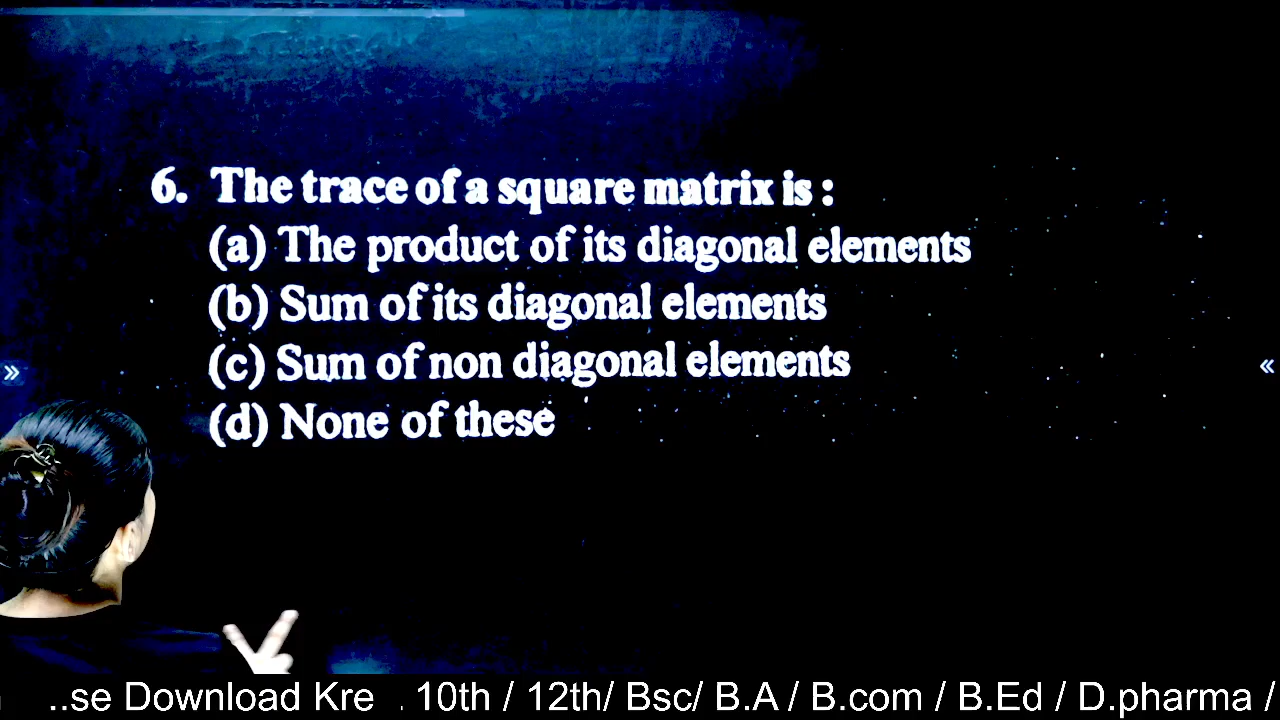 6. The trace of a square matrix is :
(a) The product of its diagonal elements
(b) Sum of its diagonal elements
(c) Sum of non diagonal elements
(d) None of these
»
«
..se Download Kre . 10th / 12th/ Bsc/ B.A / B.com / B.Ed / D.pharma /